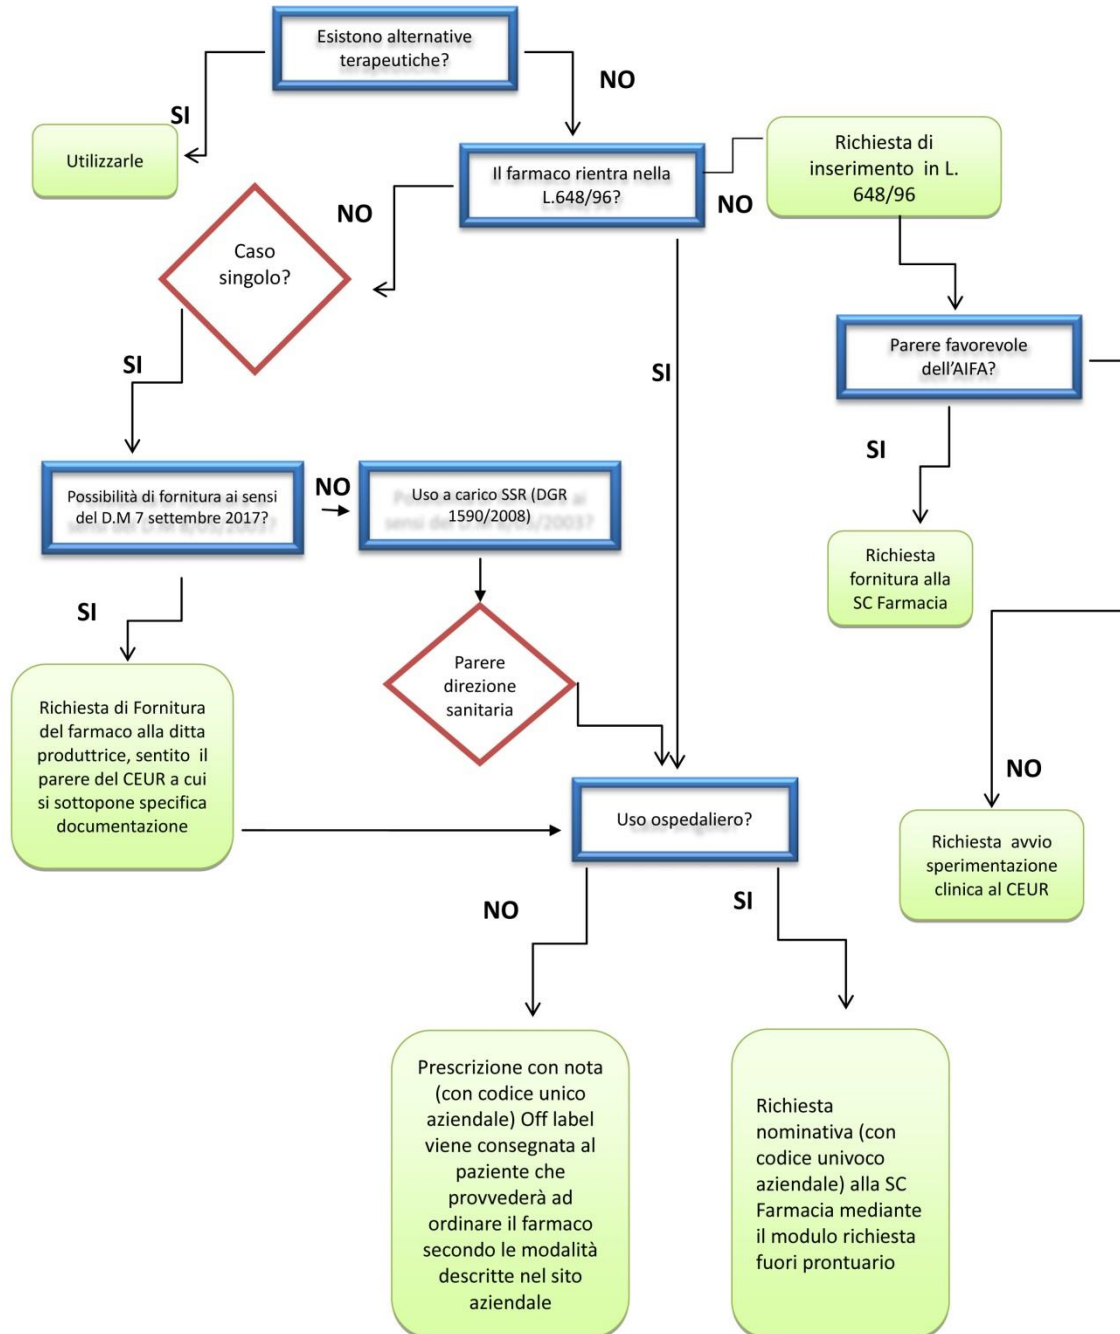 Esistono alternative
terapeutiche?
NO
SI
Utilizzarle
Il farmaco rientra nella
L.648/96?
NO
Richiesta di
inserimento in L.
648/96
NO
Caso
singolo?
SI
SI
Parere favorevole
dell'AIFA?
SI
Possibilità di fornitura ai sensi
del D.M 7 settembre 2017?
NO
Uso a carico SSR (DGR
1590/2008)
Richiesta
fornitura alla
SC Farmacia
SI
Parere
direzione
sanitaria
Richiesta di Fornitura
del farmaco alla ditta
produttrice, sentito il
parere del CEUR a cui
si sottopone specifica
documentazione
NO
Uso ospedaliero?
Richiesta avvio
sperimentazione
clinica al CEUR
NO
SI
Prescrizione con nota
(con codice unico
aziendale) Off label
viene consegnata al
paziente che
provvederà ad
ordinare il farmaco
secondo le modalità
descritte nel sito
aziendale
Richiesta
nominativa (con
codice univoco
aziendale) alla SC
Farmacia mediante
il modulo richiesta
fuori prontuario